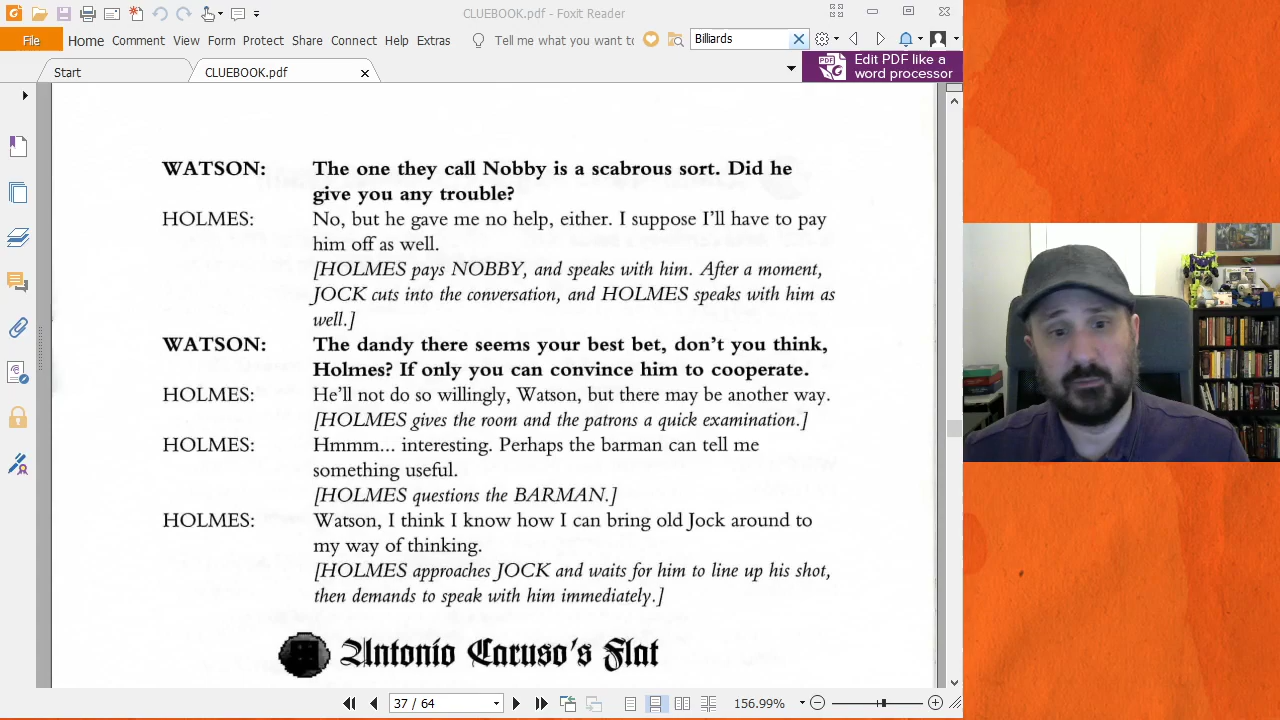 CLUEBOOK.pdf - Foxit Reader
File Home Comment View Form Protect Share Connect Help Extras Tell me what you want to Billiards
Start CLUEBOOK.pdf
Edit PDF like a
word processor
WATSON: The one they call Nobby is a scabrous sort. Did he
give you any trouble?
HOLMES: No, but he gave me no help, either. I suppose I'll have to pay
him off as well.
[HOLMES pays NOBBY, and speaks with him. After a moment,
JOCK cuts into the conversation, and HOLMES speaks with him as
well.]
WATSON: The dandy there seems your best bet, don't you think,
Holmes? If only you can convince him to cooperate.
HOLMES: He'll not do so willingly, Watson, but there may be another way.
[HOLMES gives the room and the patrons a quick examination.]
HOLMES: Hmmm... interesting. Perhaps the barman can tell me
something useful.
[HOLMES questions the BARMAN.]
HOLMES: Watson, I think I know how I can bring old Jock around to
my way of thinking.
[HOLMES approaches JOCK and waits for him to line up his shot,
then demands to speak with him immediately.]
Antonio Caruso's Flat
37 / 64 156.99%